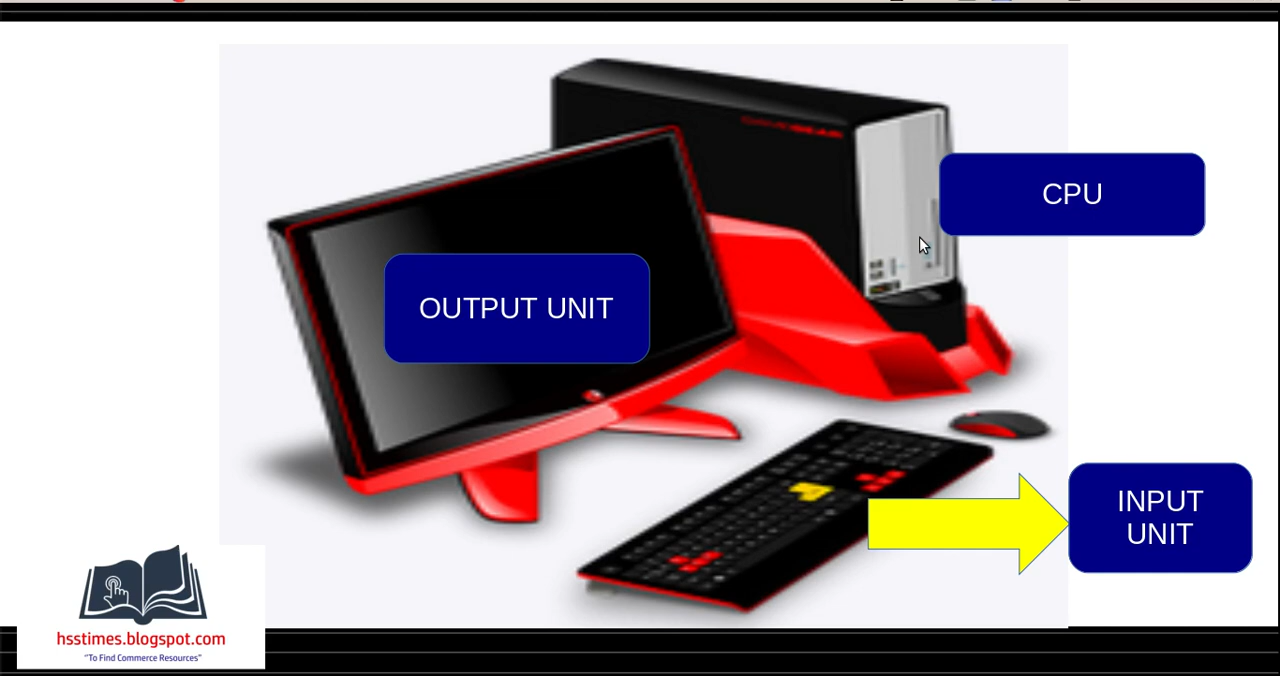 CPU
OUTPUT UNIT
INPUT
UNIT
hsstimes.blogspot.com
"To Find Commerce Resources"